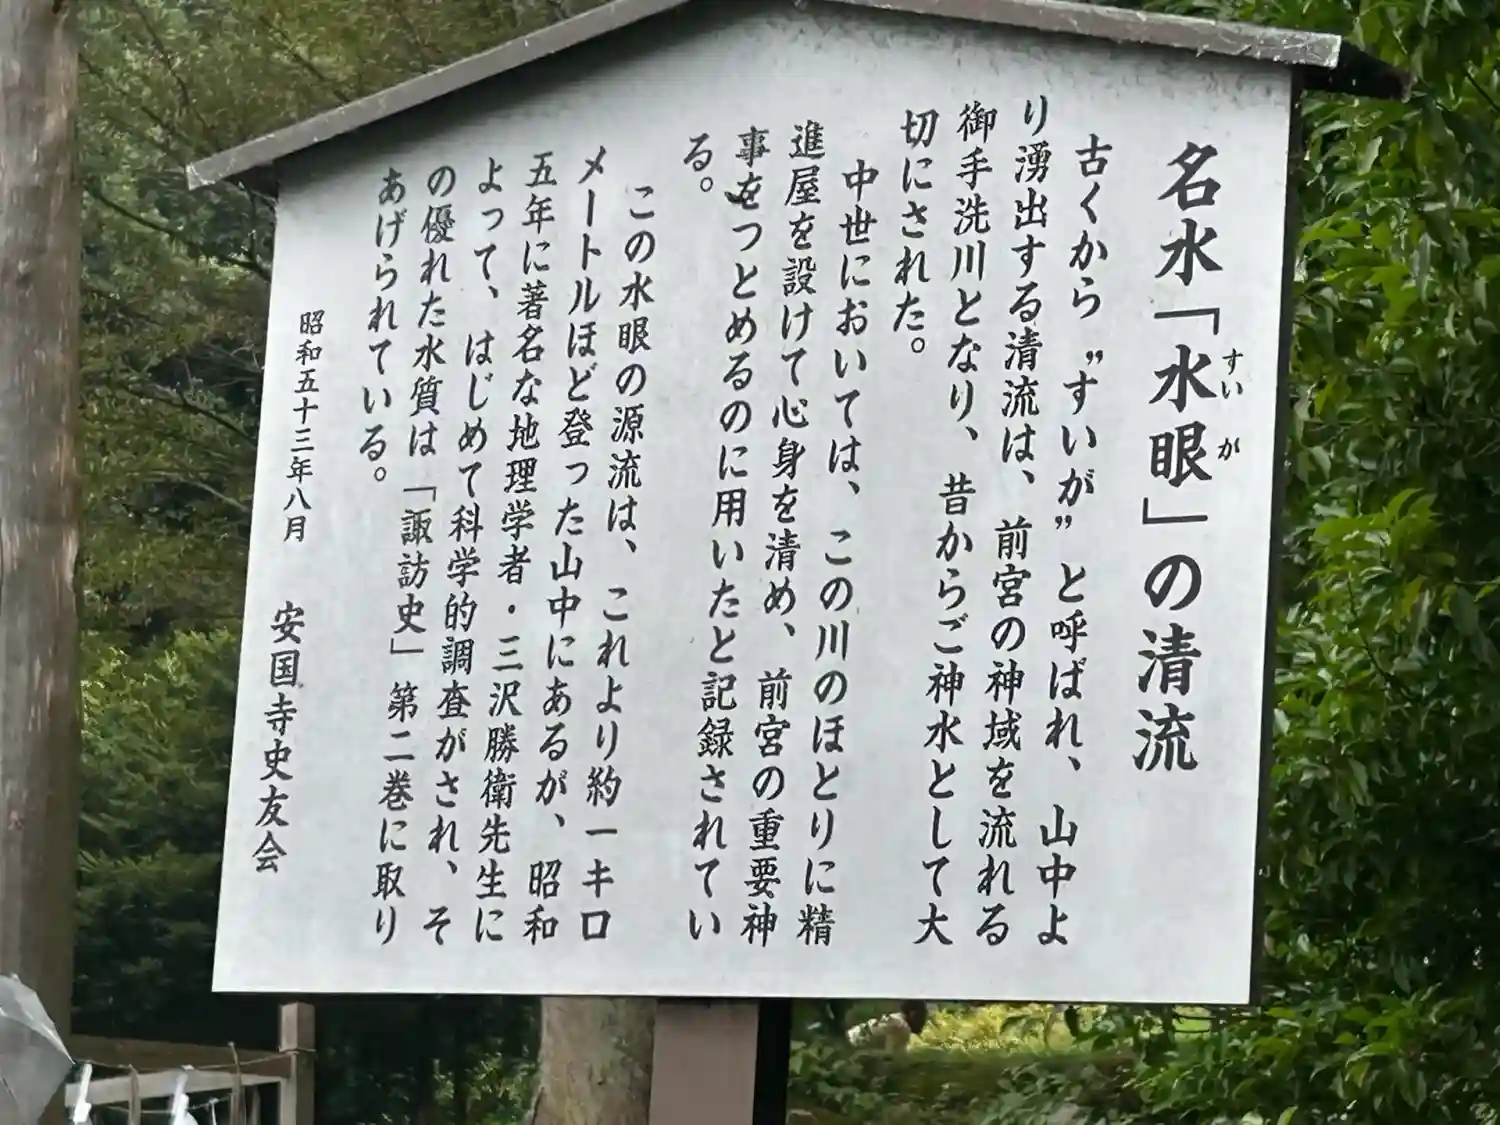 名水「水眼」の清流
すいが
古くから〝すいが〟と呼ばれ、山中よ
り湧出する清流は、前宮の神域を流れる
御手洗川となり、昔からご神水として大
切にされた。
中世においては、この川のほとりに精
進屋を設けて心身を清め、前宮の重要神
事をつとめるのに用いたと記録されてい
る。
この水眼の源流は、これより約一キロ
メートルほど登った山中にあるが、昭和
五年に著名な地理学者・三沢勝衛先生に
よって、はじめて科学的調査がされ、そ
の優れた水質は「諏訪史」第二巻に取り
あげられている。
昭和五十三年八月　安国寺史友会